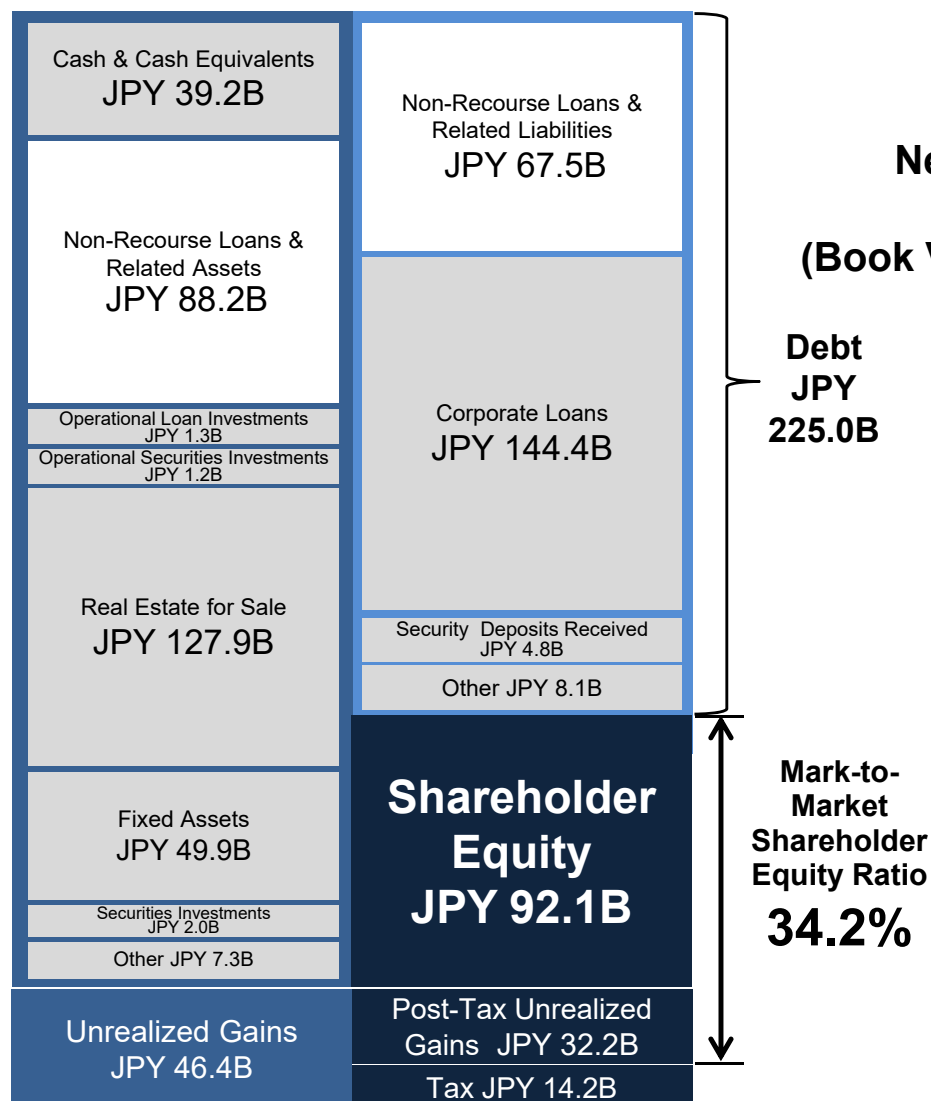 Cash & Cash Equivalents
JPY 39.2B
Non-Recourse Loans &
Related Assets
JPY 88.2B
Operational Loan Investments
JPY 1.3B
Operational Securities Investments
JPY 1.2B
Real Estate for Sale
JPY 127.9B
Fixed Assets
JPY 49.9B
Securities Investments
JPY 2.0B
Other JPY 7.3B
Unrealized Gains
JPY 46.4B
Non-Recourse Loans &
Related Liabilities
JPY 67.5B
Corporate Loans
JPY 144.4B
Security Deposits Received
JPY 4.8B
Other JPY 8.1B
Shareholder
Equity
JPY 92.1B
Post-Tax Unrealized
Gains JPY 32.2B
Tax JPY 14.2B
Ne
(Book
Debt
JPY
225.0B
Mark-to-
Market
Shareholder
Equity Ratio
34.2%